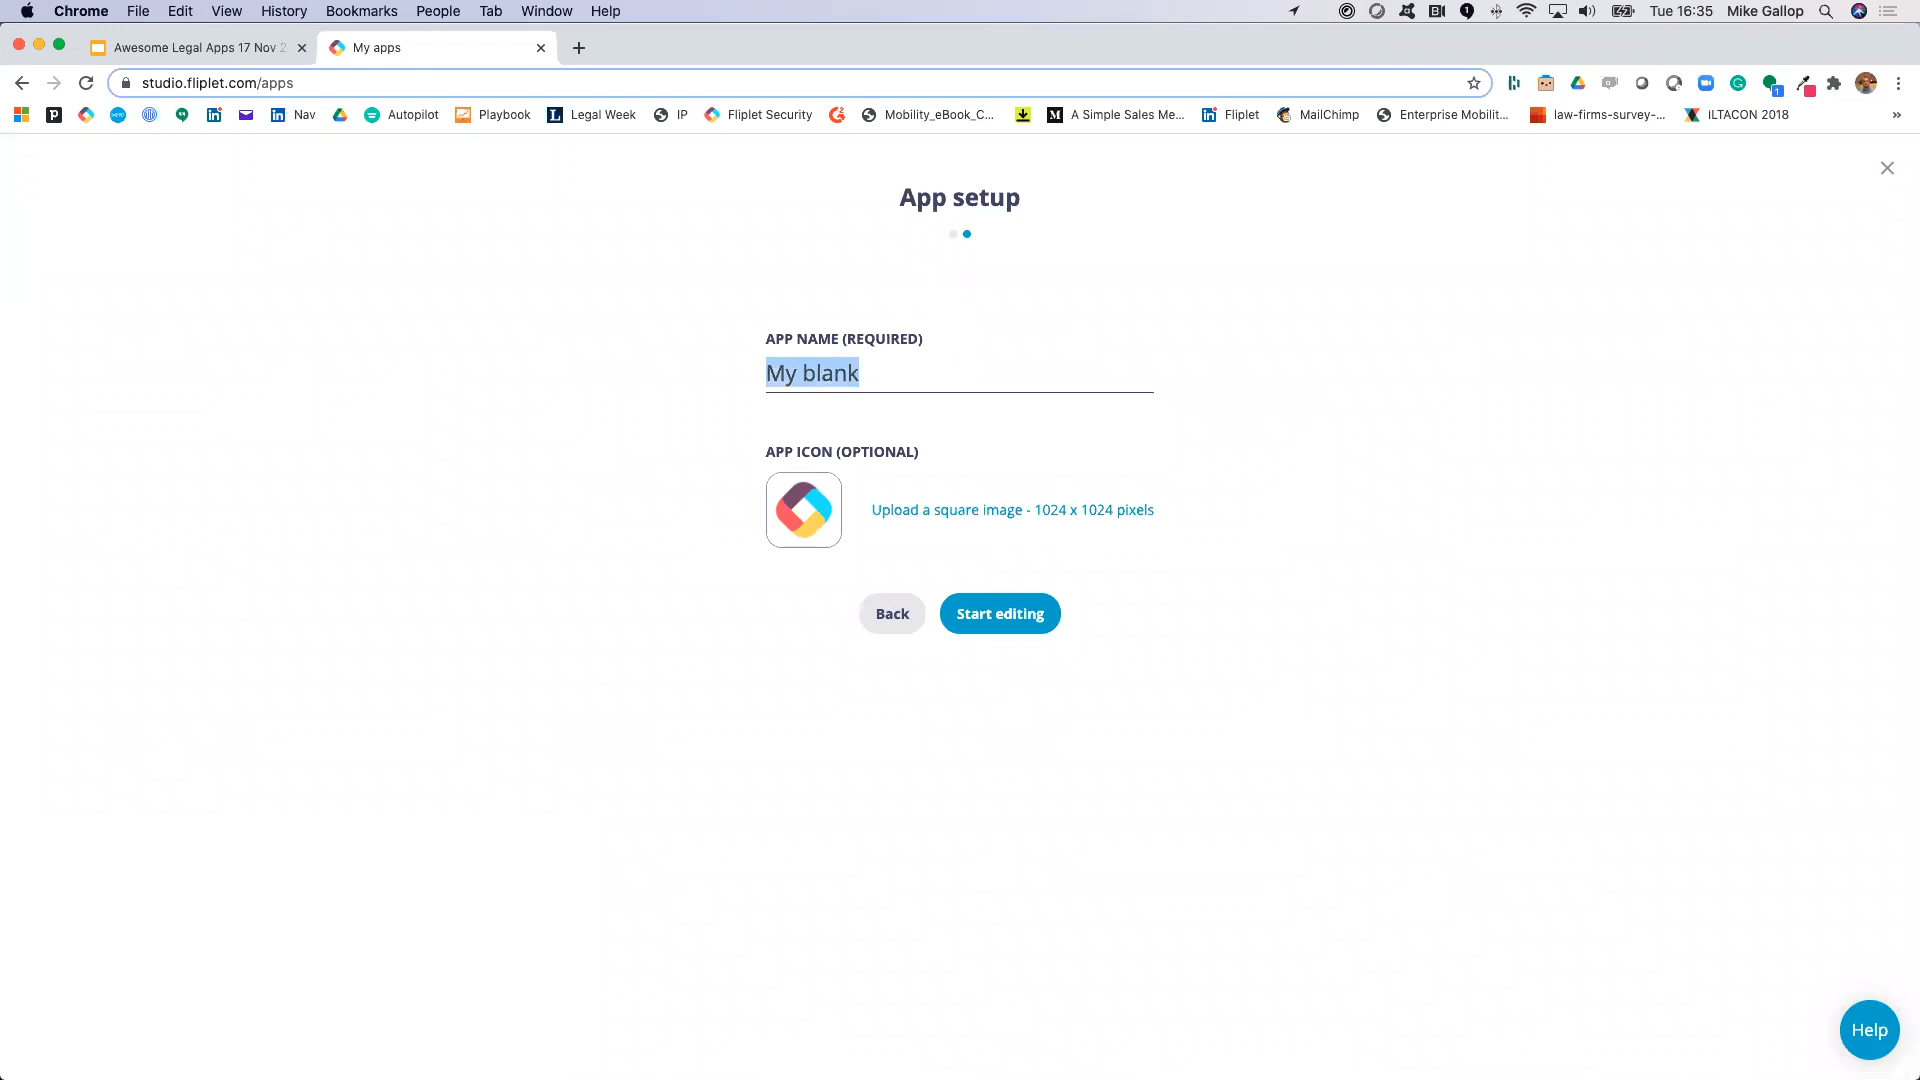 Chrome File Edit View History Bookmarks People Tab Window Help Tue 16:35 Mike Gallop
Awesome Legal Apps 17 Nov 2 My apps
studio.fliplet.com/apps
Nav Autopilot Playbook Legal Week IP Fliplet Security Mobility_eBook_C... A Simple Sales Me... Fliplet MailChimp Enterprise Mobilit... law-firms-survey-... ILTACON 2018 »
App setup
APP NAME (REQUIRED)
My blank
APP ICON (OPTIONAL)
Upload a square image - 1024 x 1024 pixels
Back Start editing
Help